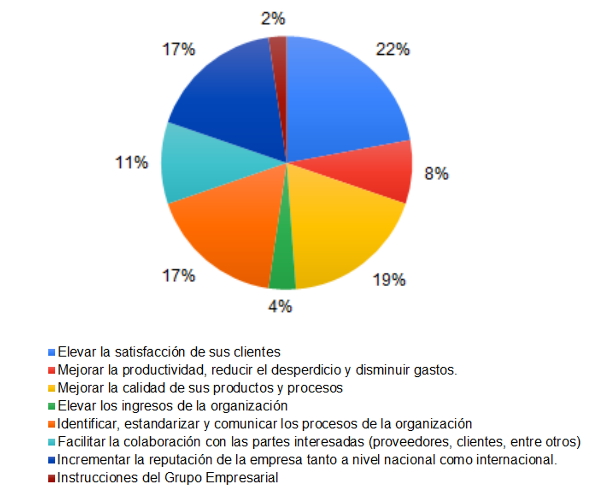 2%
17%
22%
11%
8%
17%
19%
4%
Elevar la satisfacción de sus clientes
Mejorar la productividad, reducir el desperdicio y disminuir gastos.
Mejorar la calidad de sus productos y procesos
Elevar los ingresos de la organización
Identificar, estandarizar y comunicar los procesos de la organización
Facilitar la colaboración con las partes interesadas (proveedores, clientes, entre otros)
Incrementar la reputación de la empresa tanto a nivel nacional como internacional.
Instrucciones del Grupo Empresarial